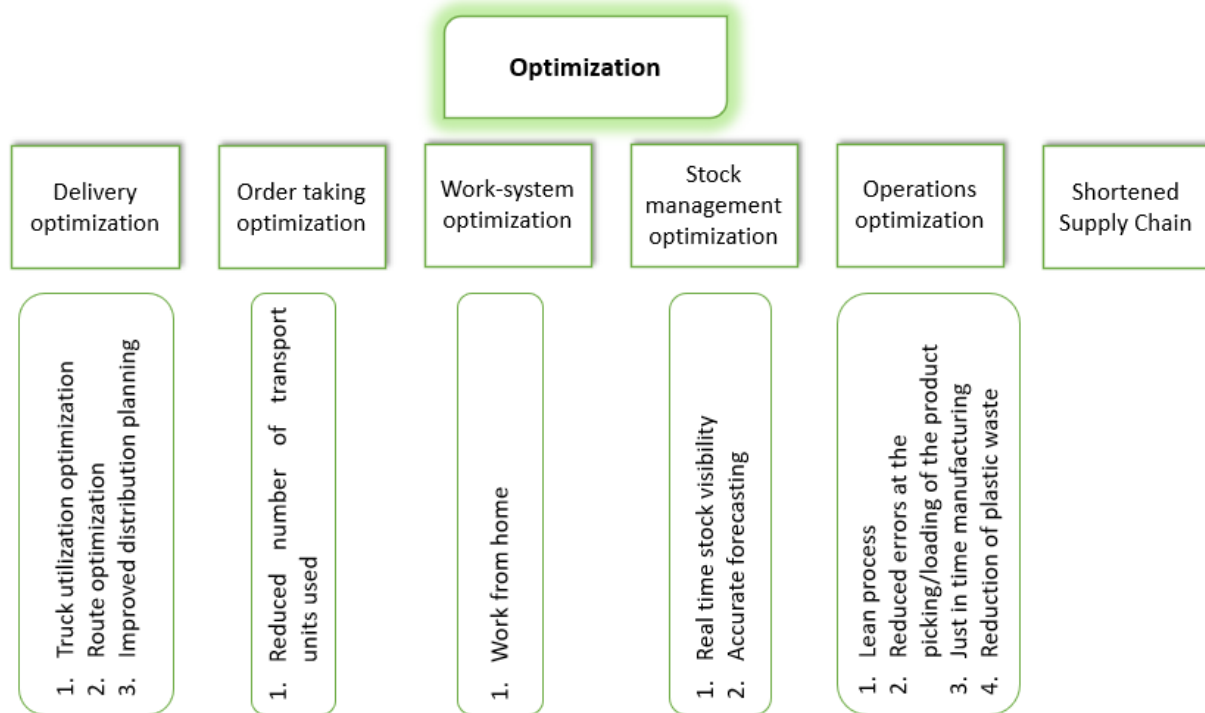 Optimization
Delivery
optimization
Order taking
optimization
Work-system
optimization
Stock
management
optimization
Operations
optimization
Shortened
Supply Chain
1. Truck utilization optimization
2. Route optimization
3. Improved distribution planning
1. Reduced number of transport
units used
1. Work from home
1. Real time stock visibility
2. Accurate forecasting
1. Lean process
2. Reduced errors at the
picking/loading of the product
3. Just in time manufacturing
4. Reduction of plastic waste